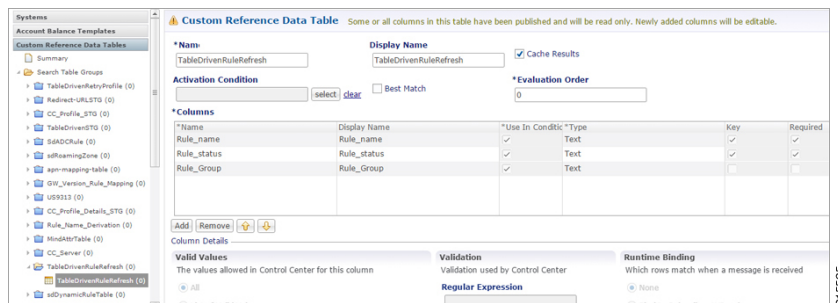 Systems
Account Balance Templates
Custom Reference Data Tables
Summary
Search Table Groups
TableDrivenRetryProfile (0)
Redirect-URLSTG (0)
CC_Profile_STG (0)
TableDrivenSTG (0)
SdADCRule (0)
sdRoamingZone (0)
apn-mapping-table (0)
GW_Version_Rule_Mapping (0)
US9313 (0)
CC_Profile_Details_STG (0)
Rule_Name_Derivation (0)
MindAttrTable (0)
CC_Server (0)
TableDrivenRuleRefresh (0)
TableDrivenRuleRefresh (0)
sdDynamicRuleTable (0)
Custom Reference Data Table Some or all columns in this table have been published and will be read only. Newly added columns will be editable.
*Name Display Name
TableDrivenRuleRefresh TableDrivenRuleRefresh Cache Results
Activation Condition Best Match *Evaluation Order
select clear 0
*Columns
*Name Display Name *Use In Conditic *Type Key Required
Rule_name Rule_name Text
Rule_status Rule_status Text
Rule_Group Rule_Group Text
Add Remove
Column Details
Valid Values Validation Runtime Binding
The values allowed in Control Center for this column Validation used by Control Center Which rows match when a message is received
All Regular Expression None